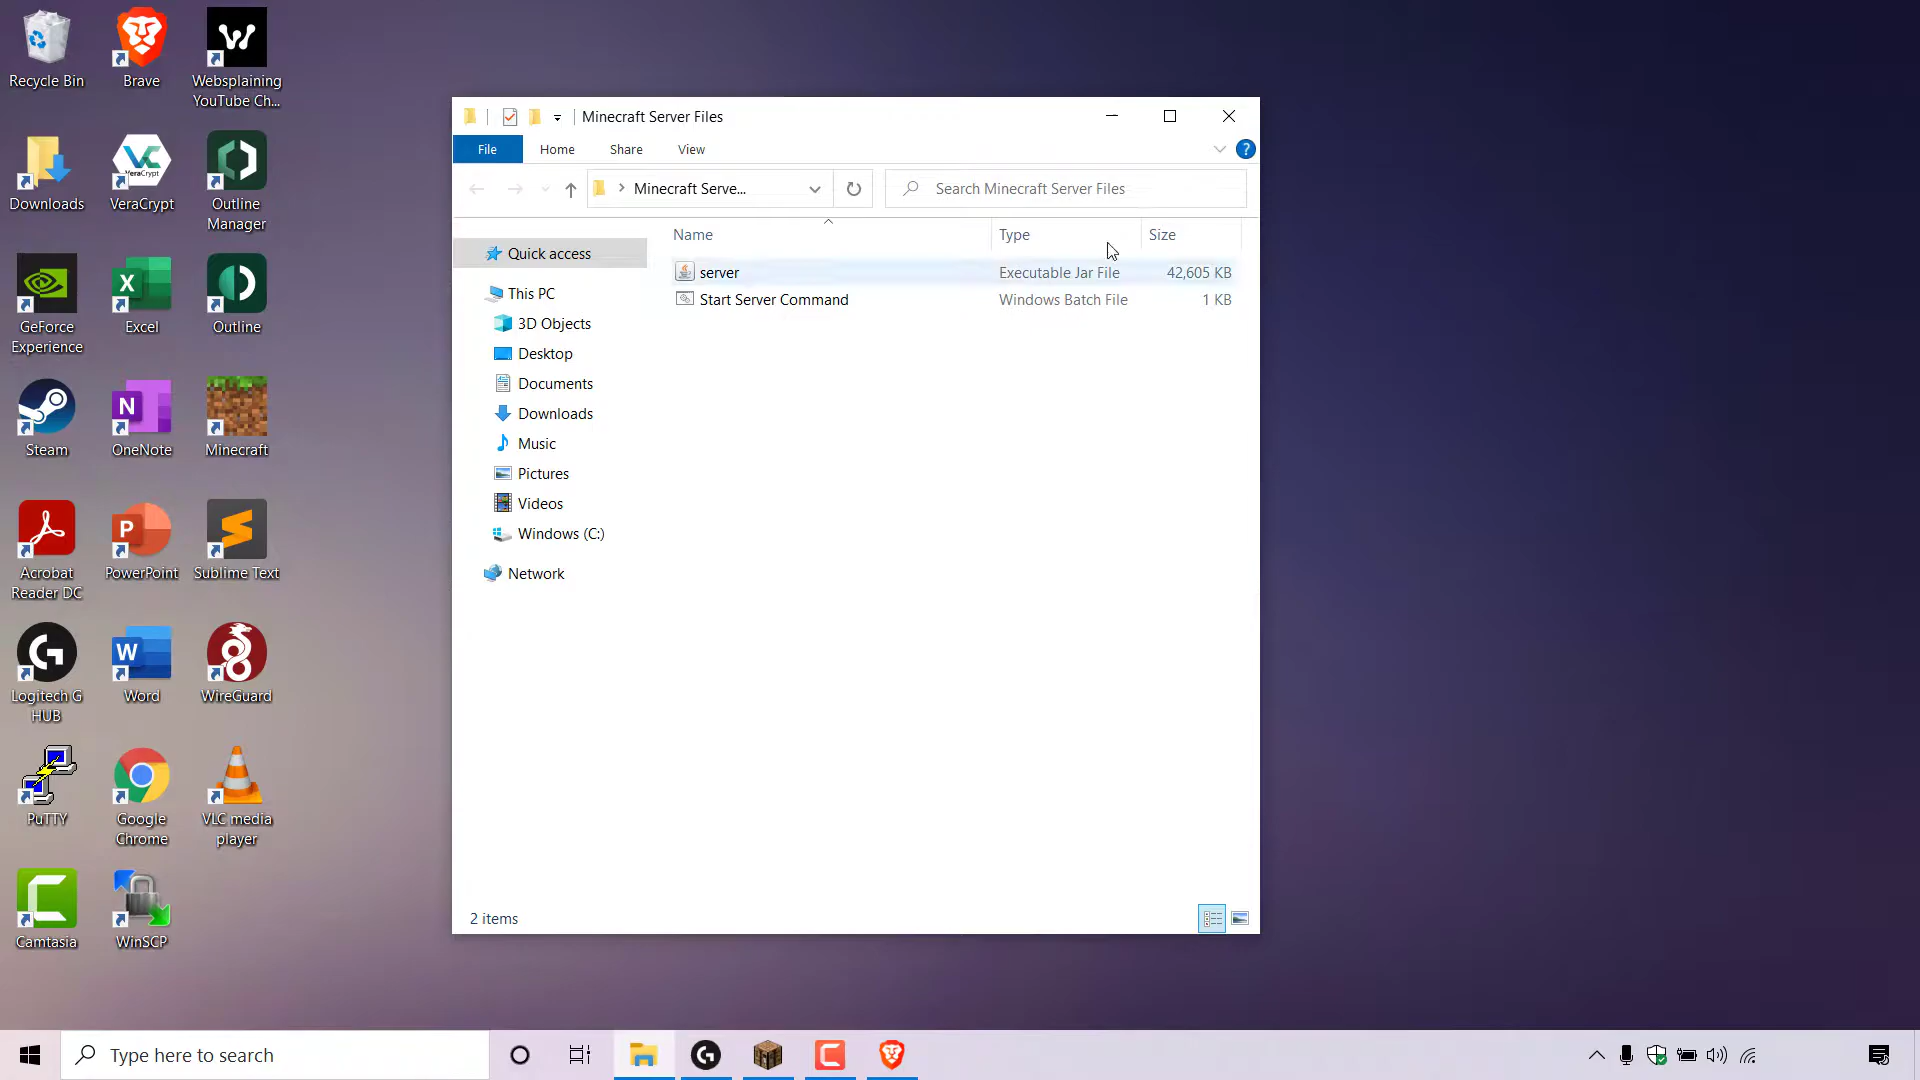 Recycle Bin
Brave
Websplaining
YouTube Ch...
Downloads
VeraCrypt
VeraCrypt
Outline
Manager
GeForce
Experience
Excel
Outline
Steam
OneNote
Minecraft
Acrobat
Reader DC
PowerPoint
Sublime Text
Logitech G
HUB
Word
WireGuard
PuTTY
Google
Chrome
VLC media
player
Camtasia
WinSCP
Minecraft Server Files
File
Home
Share
View
Minecraft Serve...
Search Minecraft Server Files
Name
Type
Size
server
Executable Jar File
42,605 KB
Start Server Command
Windows Batch File
1 KB
Quick access
This PC
3D Objects
Desktop
Documents
Downloads
Music
Pictures
Videos
Windows (C:)
Network
2 items
Type here to search